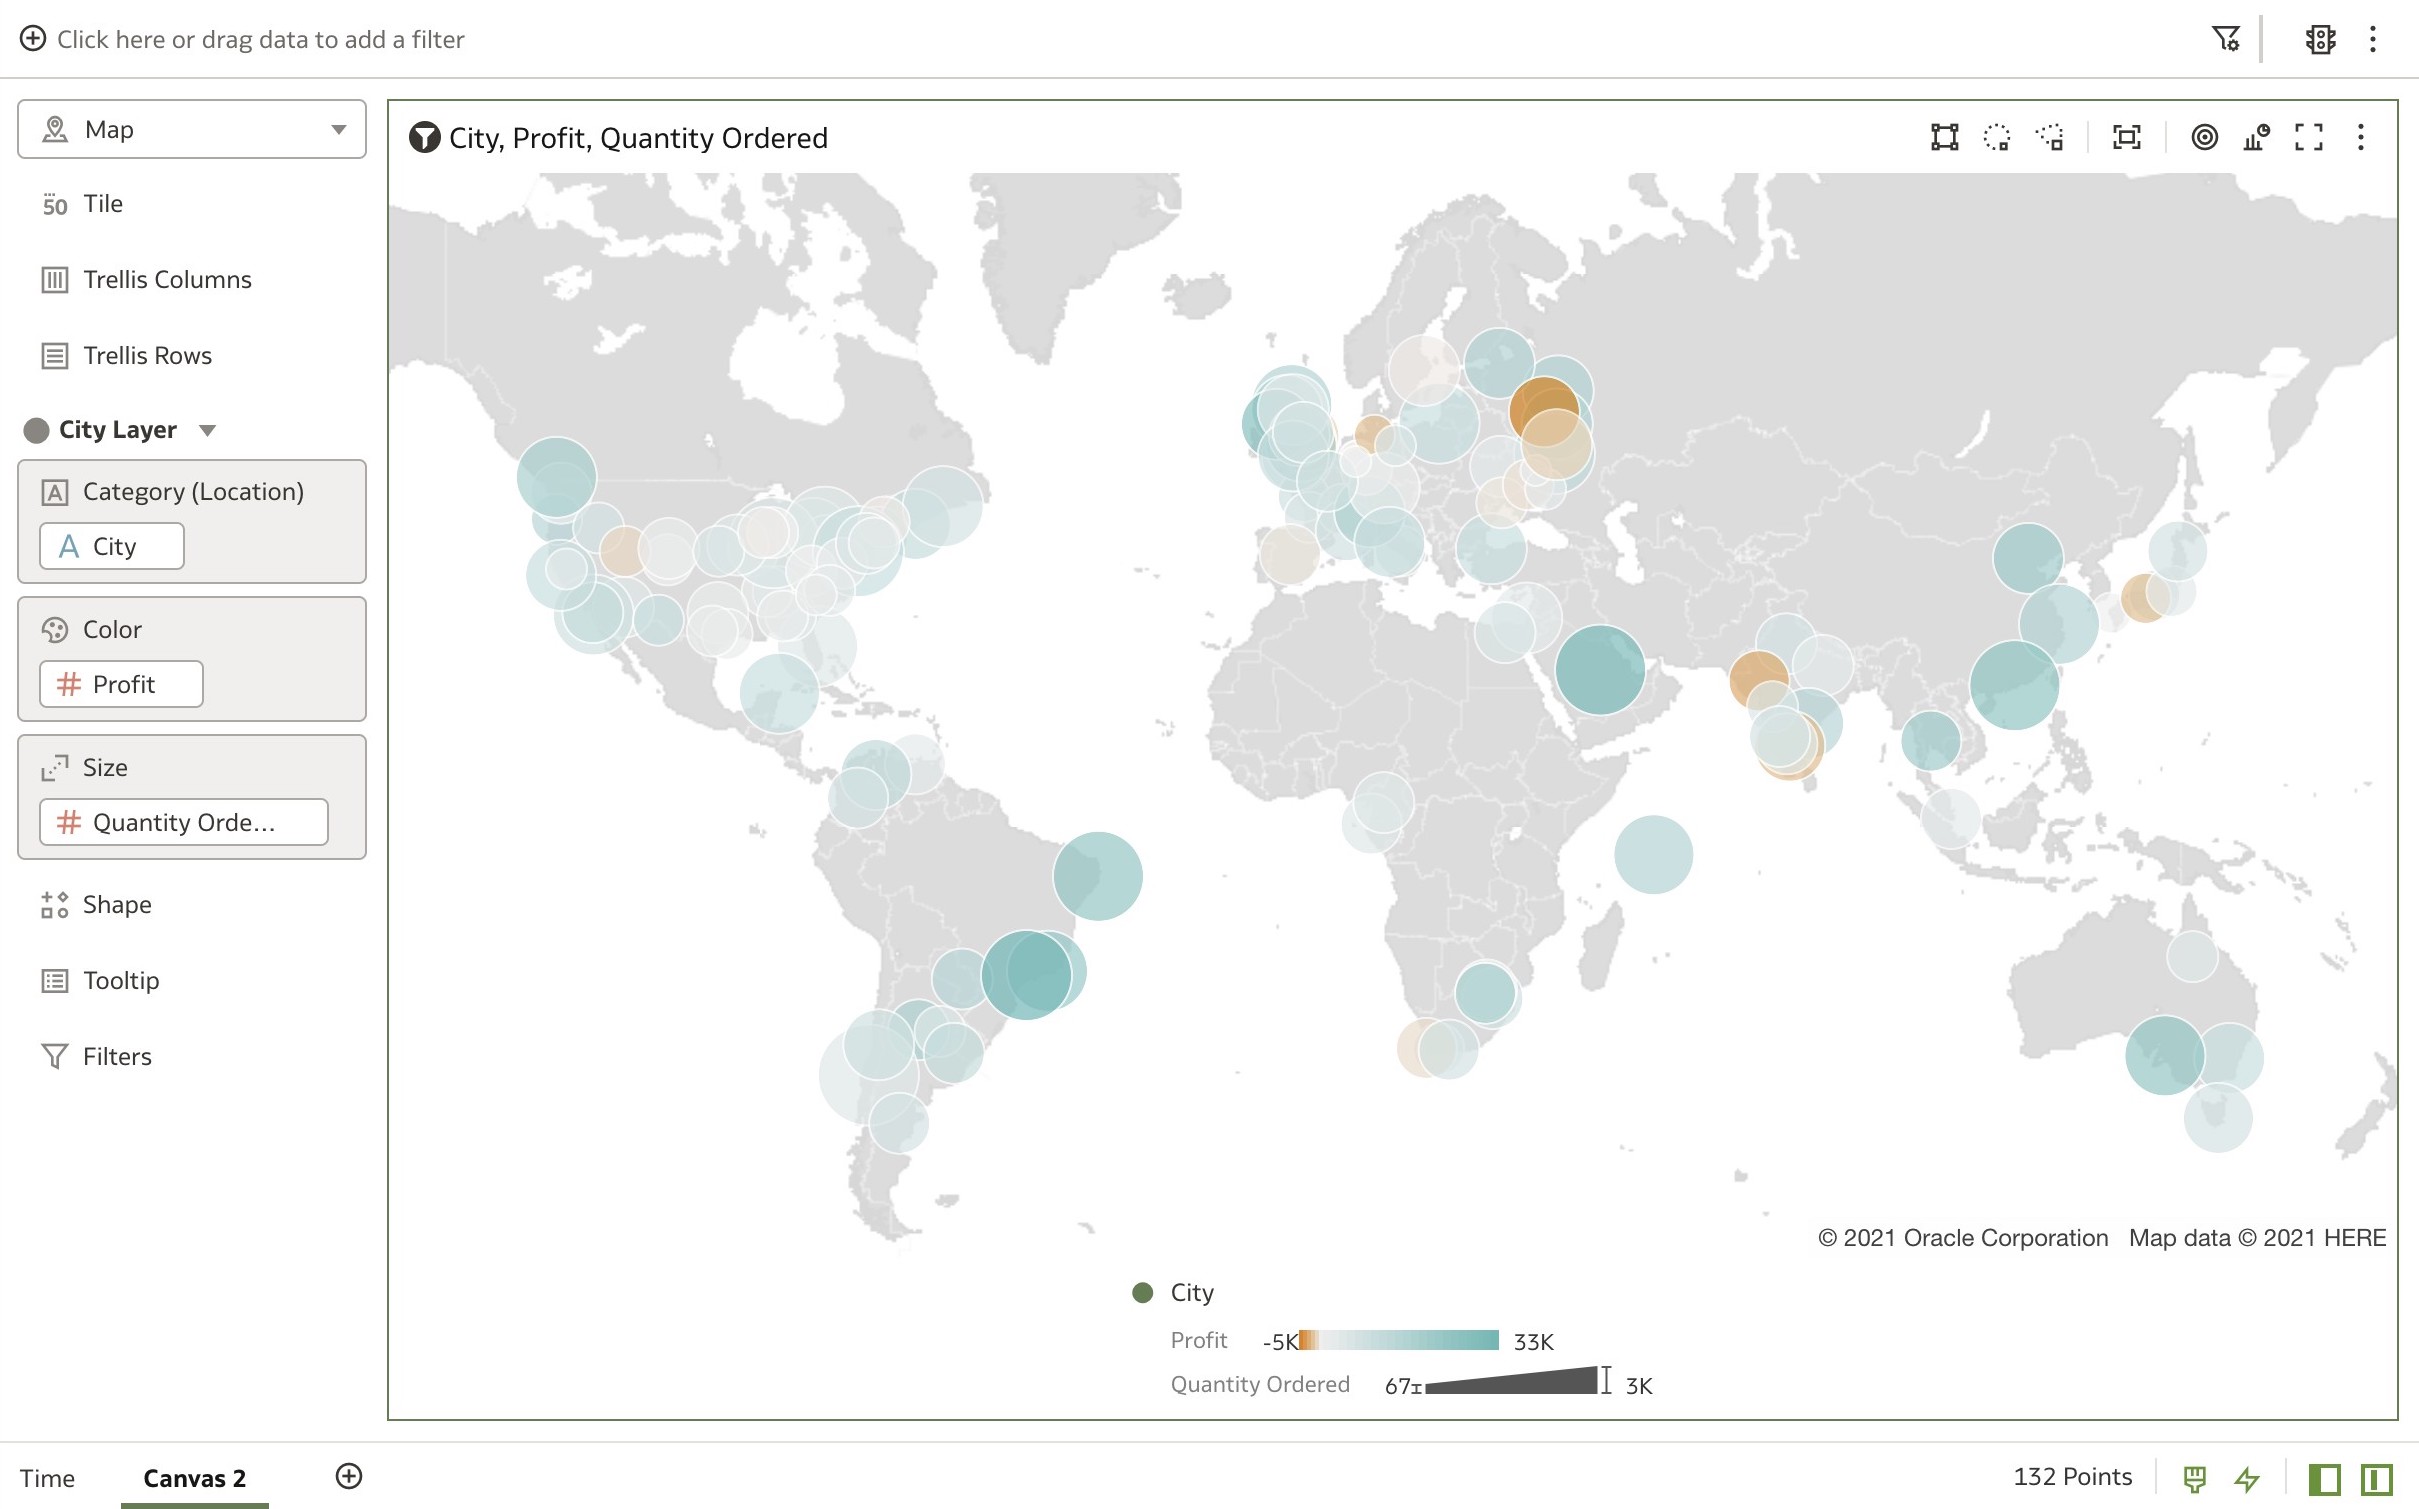 Click here or drag data to add a filter
Map
City, Profit, Quantity Ordered
50 Tile
Trellis Columns
Trellis Rows
City Layer
A Category (Location)
A City
Color
# Profit
Size
# Quantity Orde...
Shape
Tooltip
Filters
© 2021 Oracle Corporation Map data © 2021 HERE
City
Profit -5K 33K
Quantity Ordered 67 3K
Time Canvas 2 132 Points